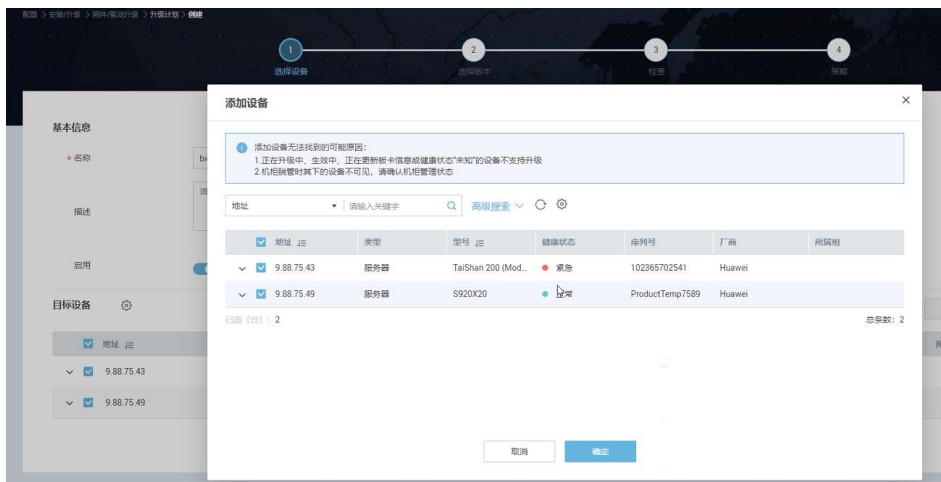 配置 > 安装/升级 > 固件/驱动升级 > 升级计划 > 创建
1 2 3 4
选择设备 选择版本 检查 策略
基本信息
* 名称
描述
启用
目标设备
地址
9.88.75.43
9.88.75.49
添加设备
添加设备无法找到的可能原因:
1.正在升级中、生效中、正在更新板卡信息或健康状态"未知"的设备不支持升级
2.机柜脱管时其下的设备不可见，请确认机柜管理状态
地址 请输入关键字 高级搜索
地址 类型 型号 健康状态 序列号 厂商 所属组
9.88.75.43 服务器 TaiShan 200 (Mod... 紧急 102365702541 Huawei
9.88.75.49 服务器 S920X20 正常 ProductTemp7589 Huawei
已选（台）: 2 总条数: 2
取消 确定